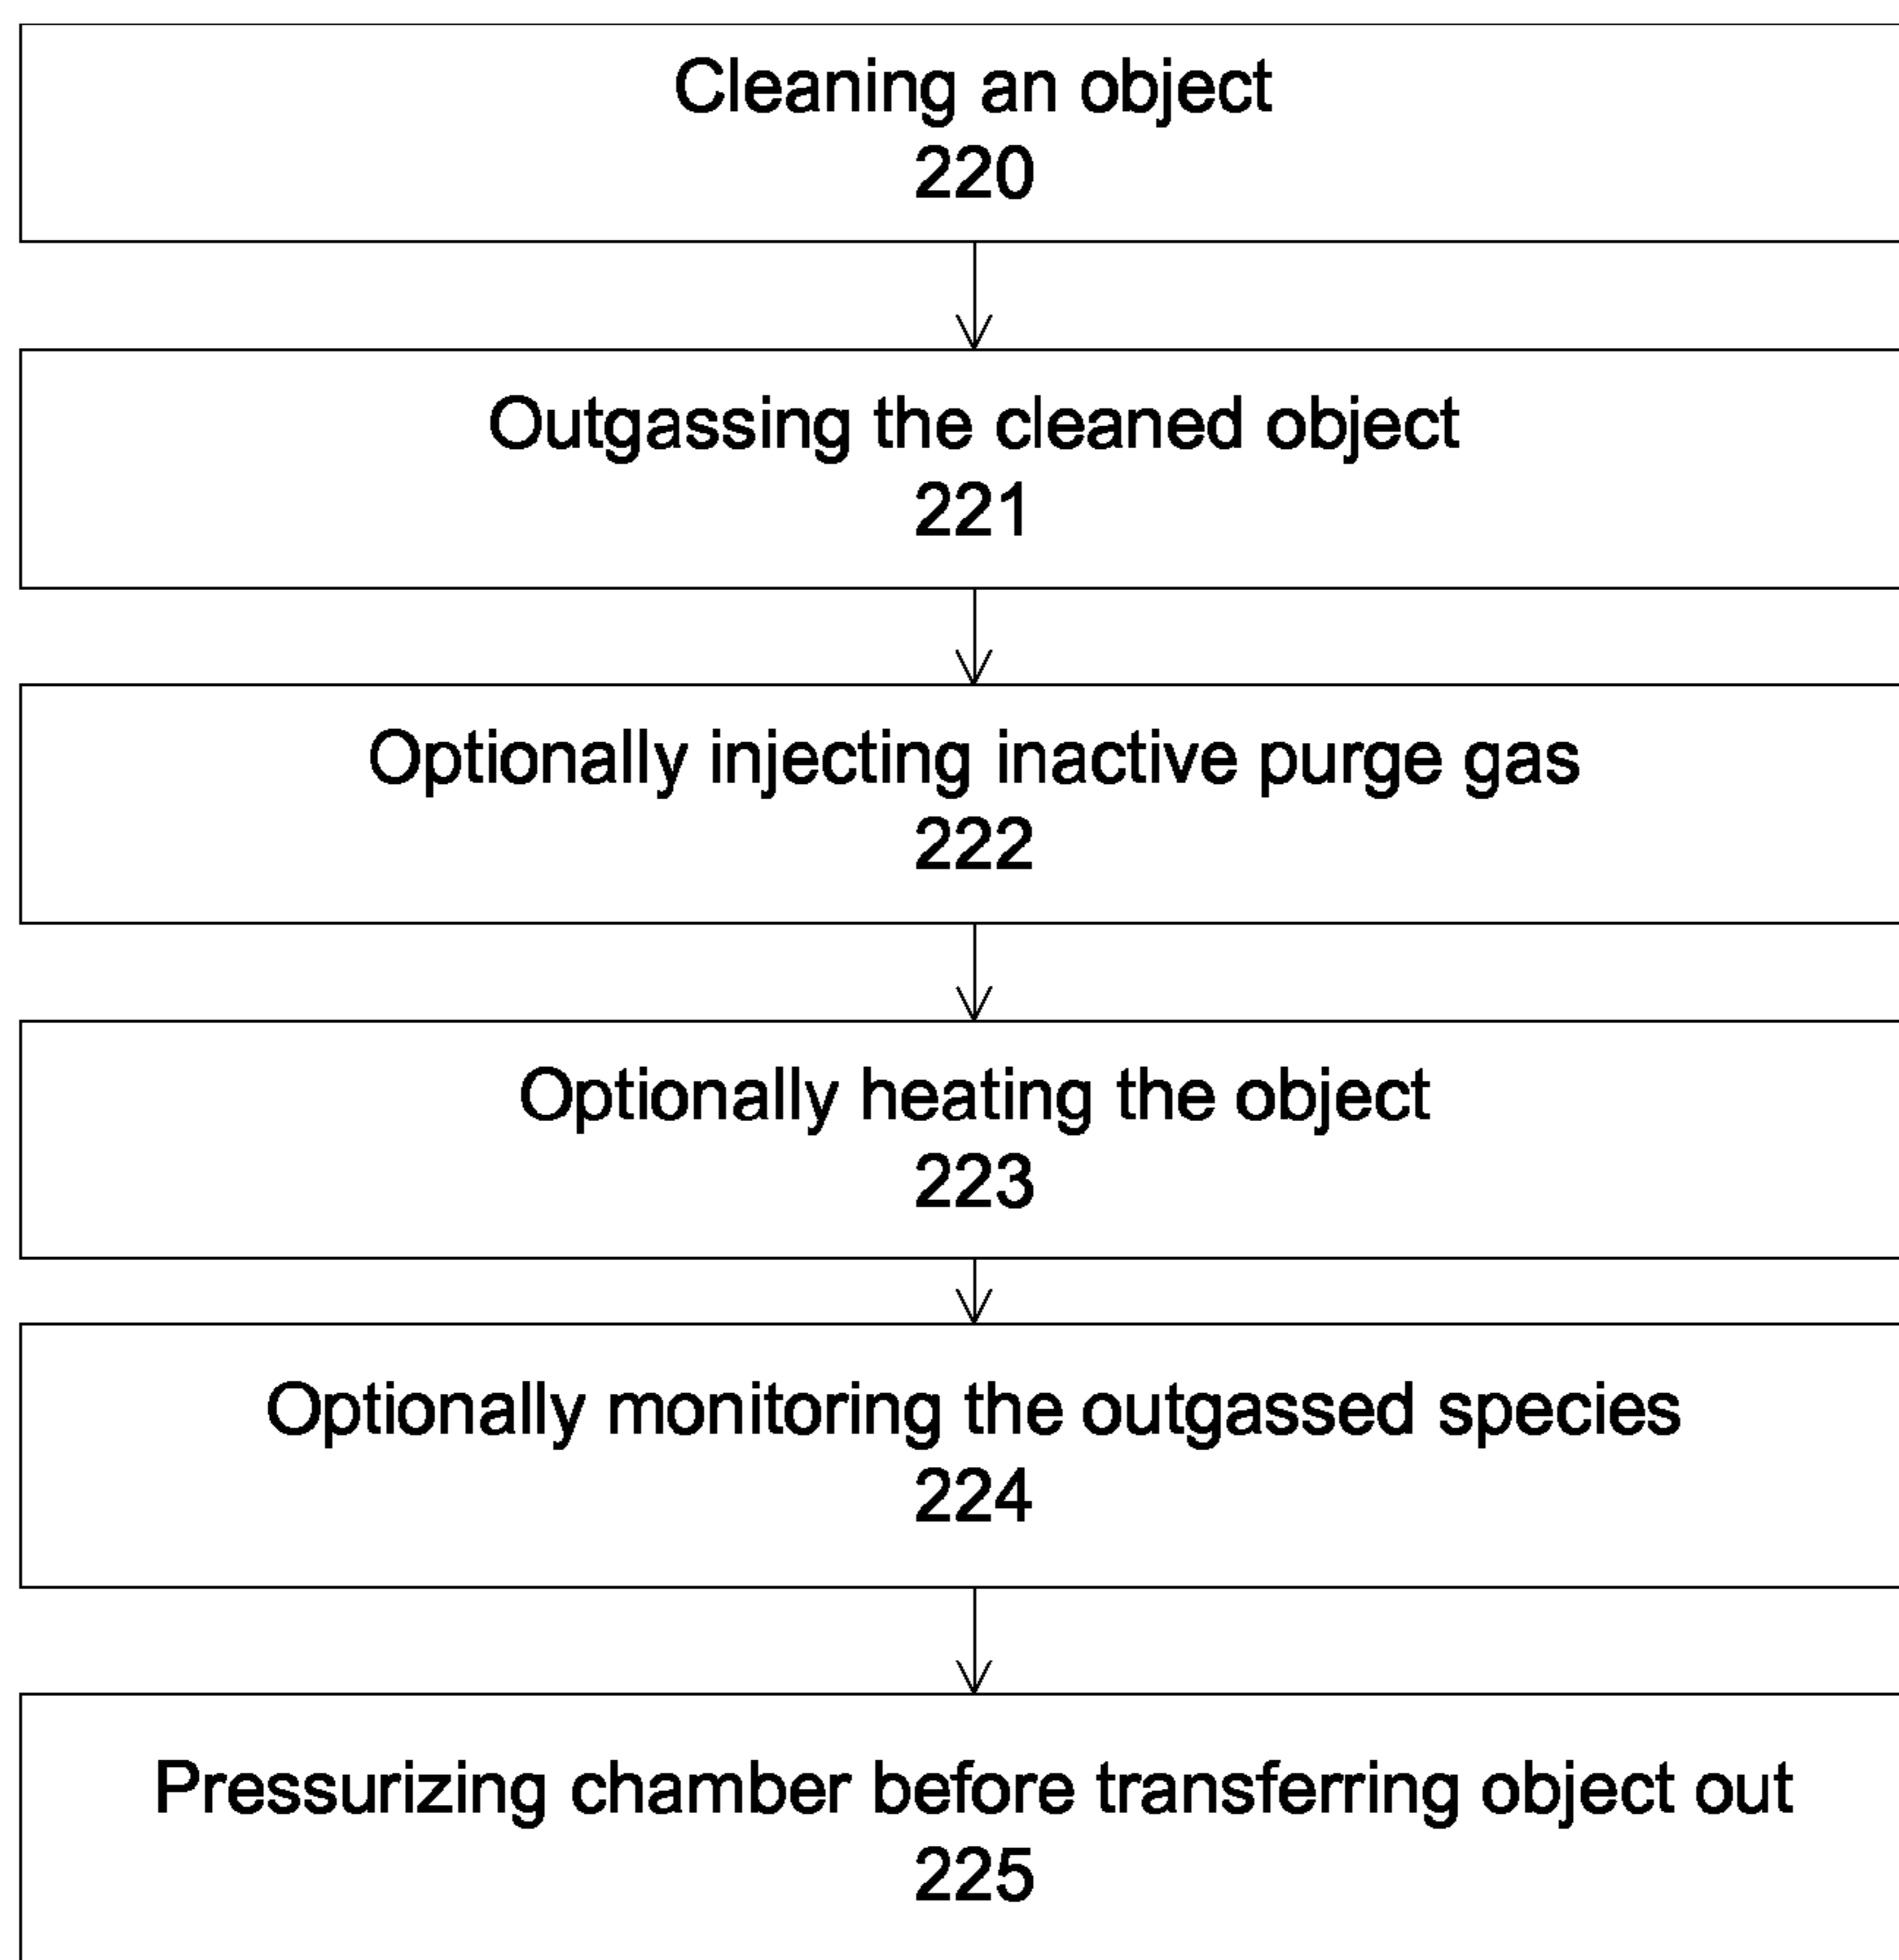 Cleaning an object
220
Outgassing the cleaned object
221
Optionally injecting inactive purge gas
222
Optionally heating the object
223
Optionally monitoring the outgassed species
224
Pressurizing chamber before transferring object out
225